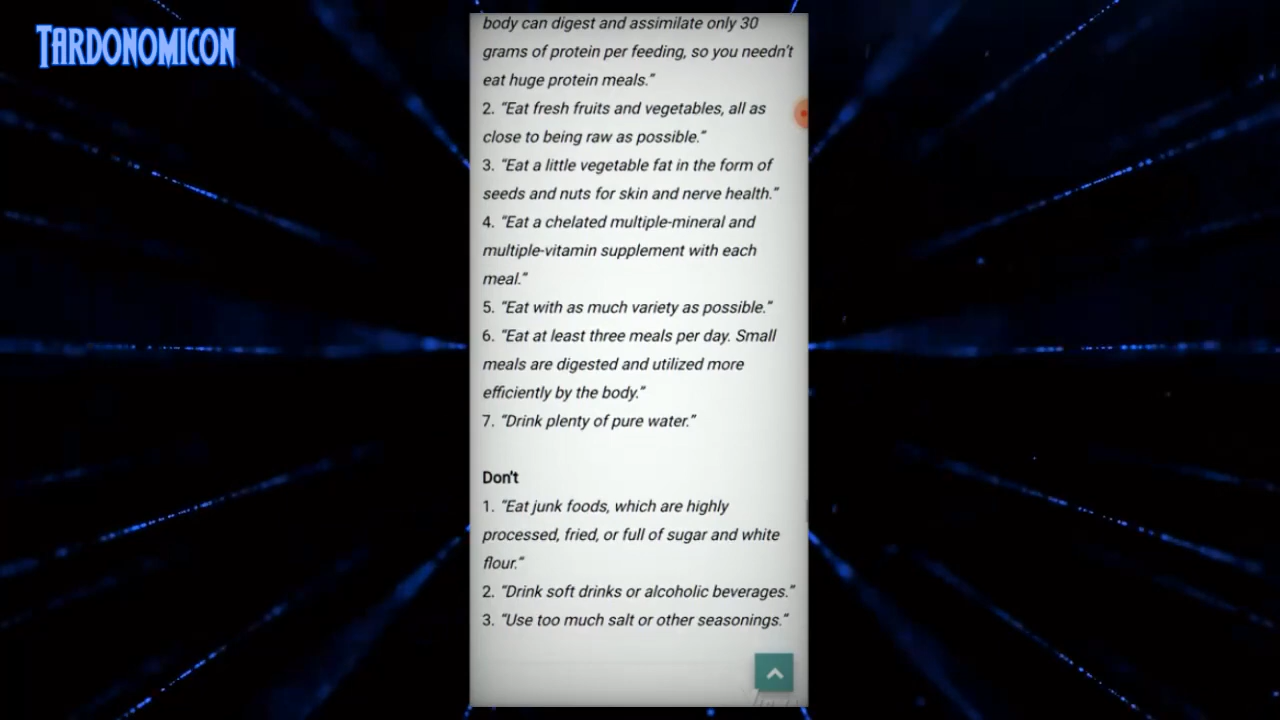 TARDONOMICON
body can digest and assimilate only 30
grams of protein per feeding, so you needn't
eat huge protein meals.”
2. “Eat fresh fruits and vegetables, all as
close to being raw as possible.”
3. “Eat a little vegetable fat in the form of
seeds and nuts for skin and nerve health.”
4. “Eat a chelated multiple-mineral and
multiple-vitamin supplement with each
meal.”
5. “Eat with as much variety as possible.”
6. “Eat at least three meals per day. Small
meals are digested and utilized more
efficiently by the body.”
7. “Drink plenty of pure water.”
Don't
1. “Eat junk foods, which are highly
processed, fried, or full of sugar and white
flour.”
2. “Drink soft drinks or alcoholic beverages.”
3. “Use too much salt or other seasonings.”